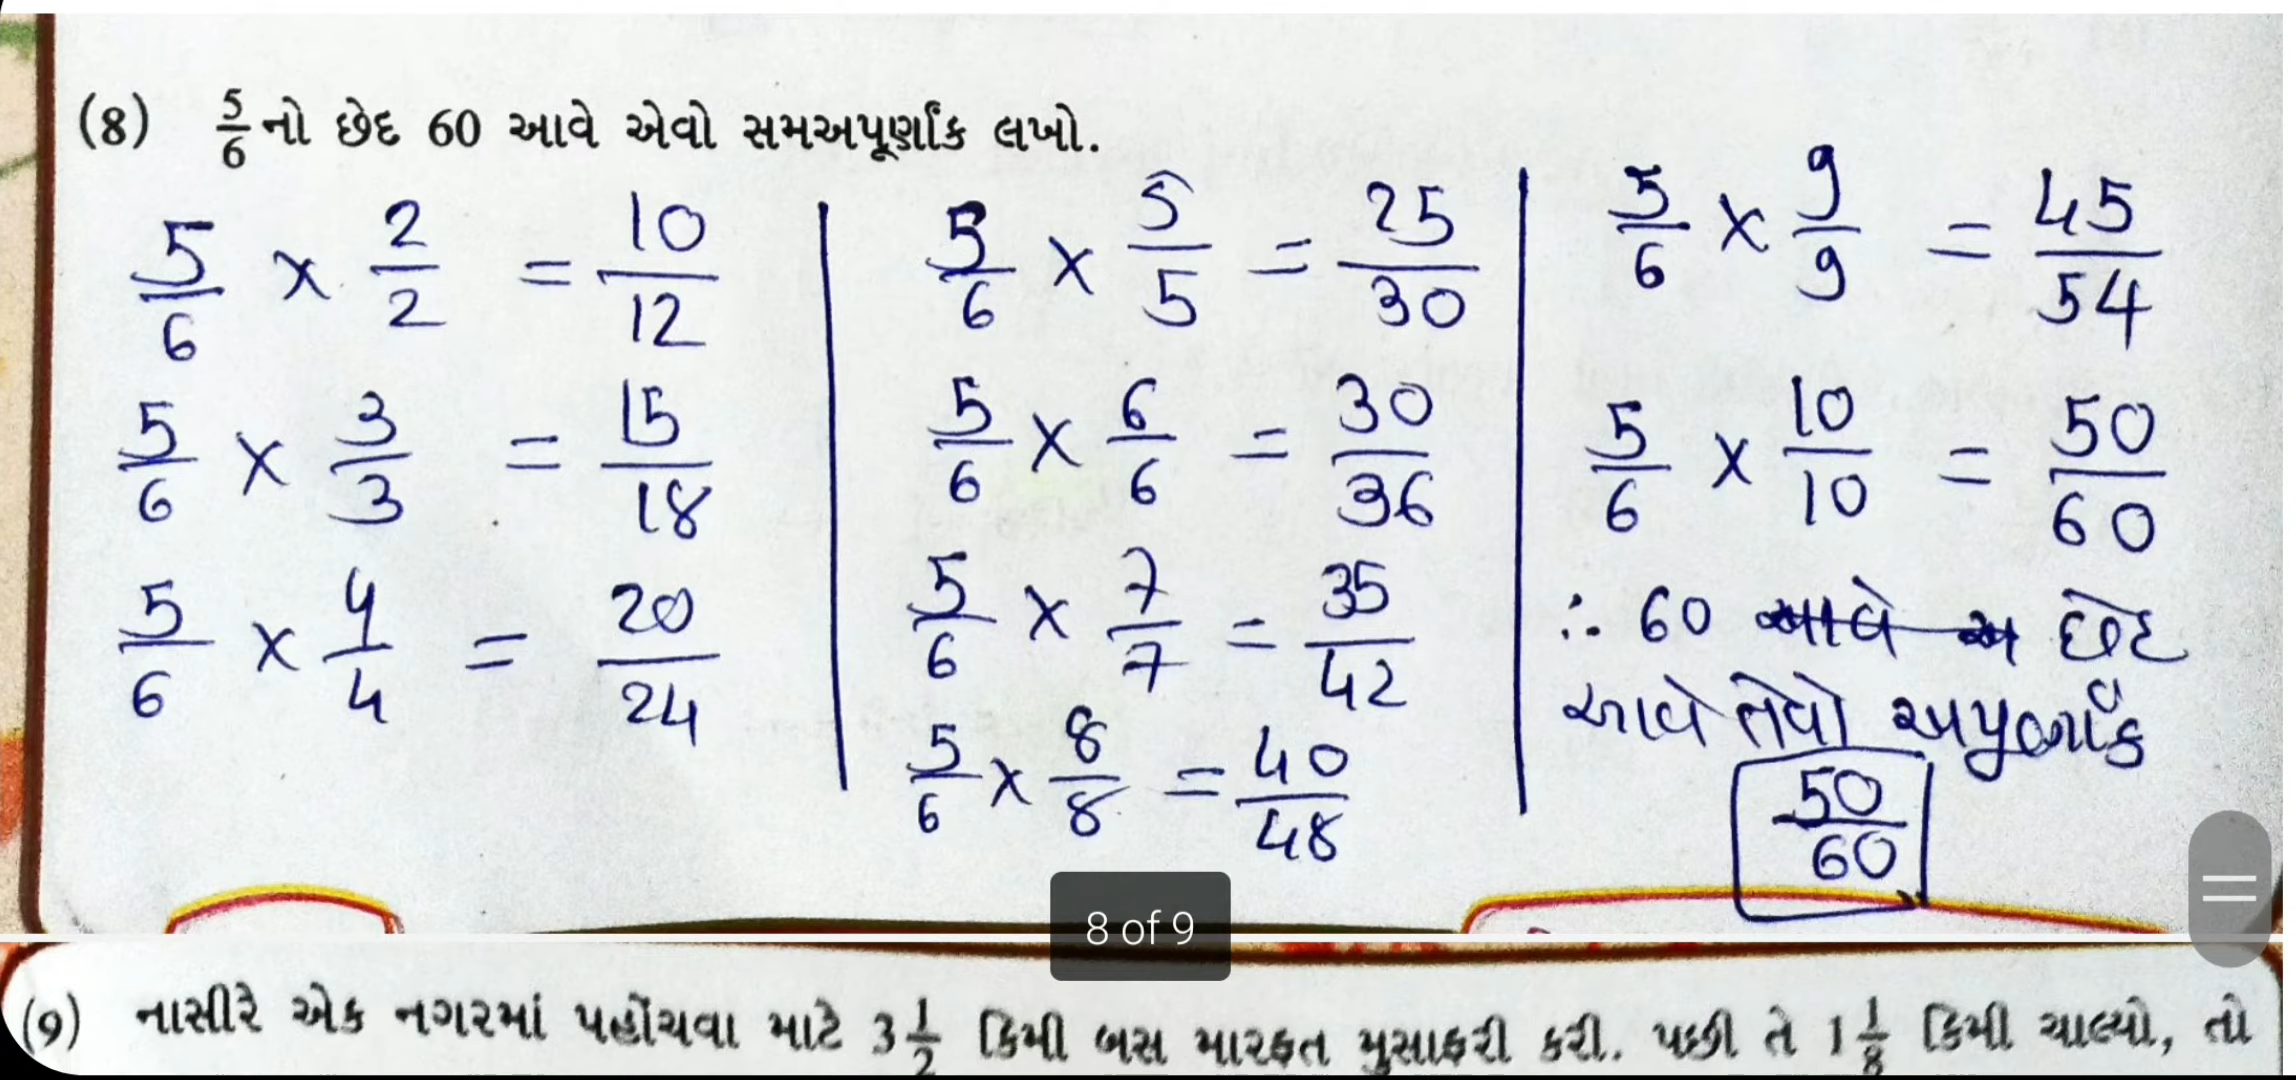 (8) 5/6 નો છેદ 60 આવે એવો સમઅપૂર્ણાંક લખો.
5/6 × 2/2 = 10/12
5/6 × 3/3 = 15/18
5/6 × 4/4 = 20/24
5/6 × 5/5 = 25/30
5/6 × 6/6 = 30/36
5/6 × 7/7 = 35/42
5/6 × 8/8 = 40/48
5/6 × 9/9 = 45/54
5/6 × 10/10 = 50/60
∴ 60 છેદ
આવે તેવો અપુર્ણાંક
50/60
8 of 9
(9) નાસીરે એક નગરમાં પહોંચવા માટે 3 1/2 કિમી બસ મારફત મુસાફરી કરી. પછી તે 1 1/8 કિમી ચાલ્યો, તો